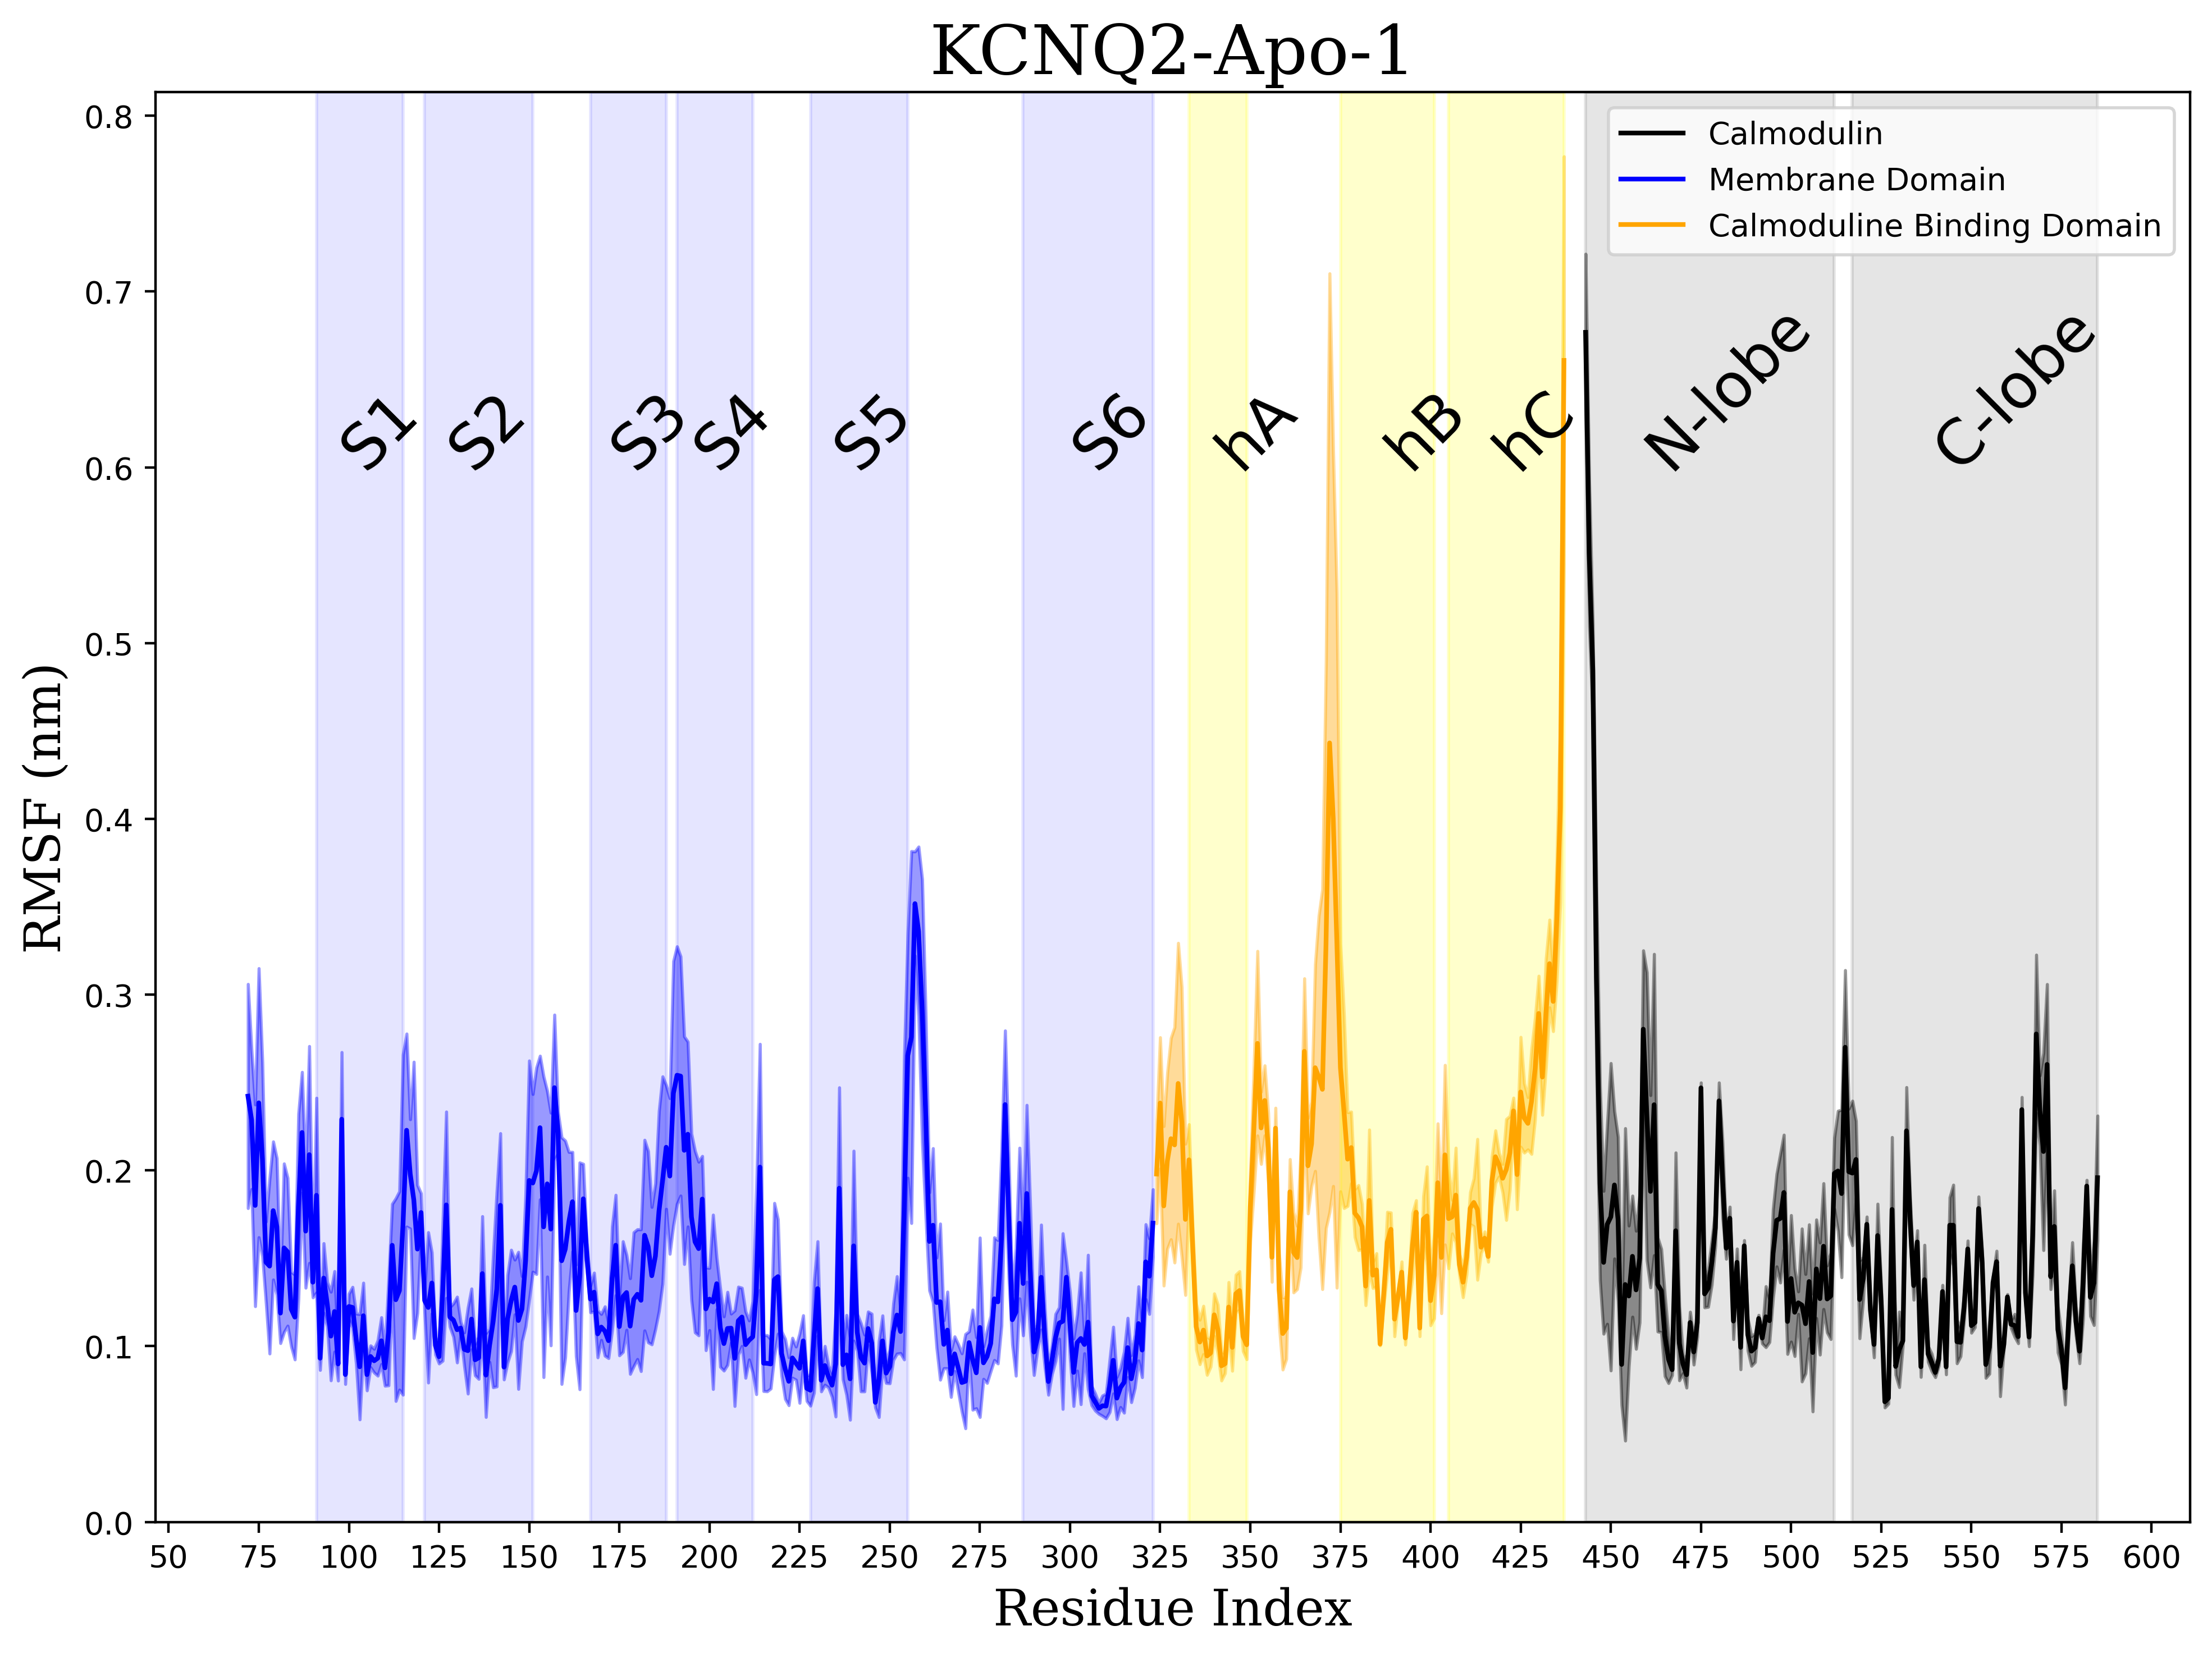 KCNQ2-Apo-1
0.8
0.7
0.6
0.5
0.4
0.3
0.2
0.1
0.0
RMSF (nm)
Calmodulin
Membrane Domain
Calmoduline Binding Domain
S1
S2
S3
S4
S5
S6
hA
hB
hC
N-lobe
C-lobe
50 75 100 125 150 175 200 225 250 275 300 325 350 375 400 425 450 475 500 525 550 575 600
Residue Index